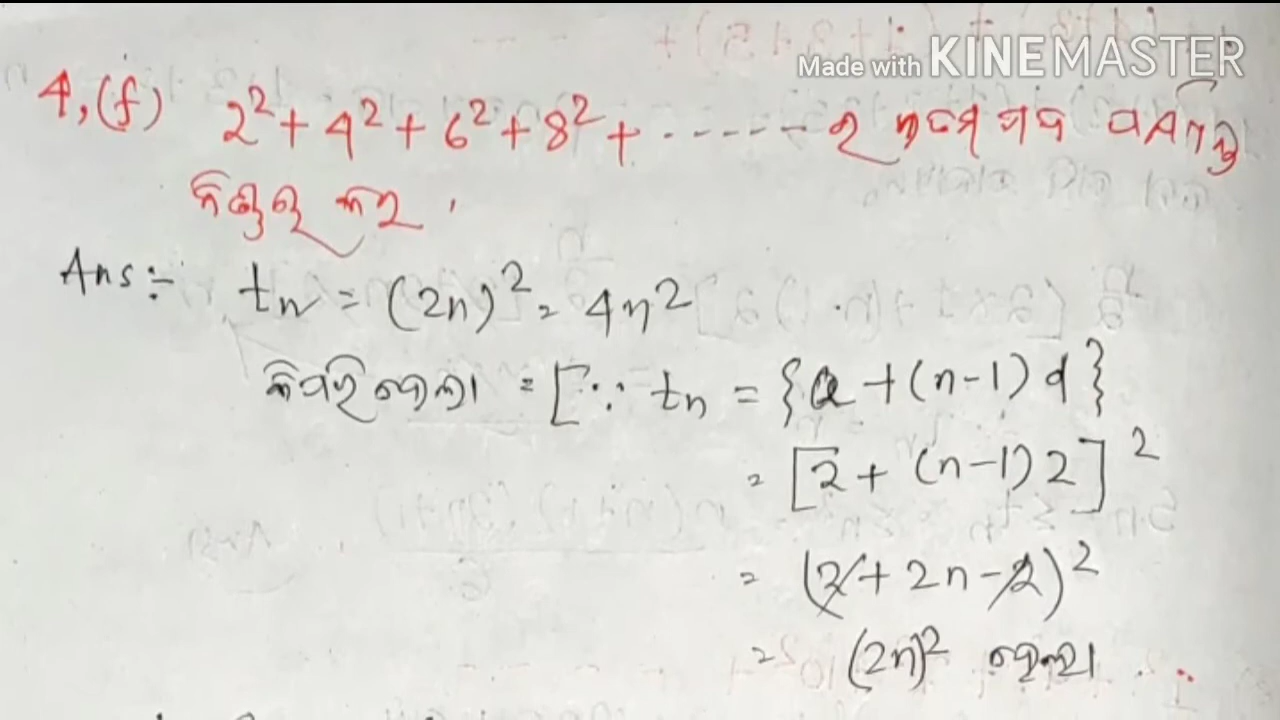 Made with KINEMASTER
4,(f) 2² + 4² + 6² + 8² + ------ ର n ତମ ପଦ ପର୍ଯ୍ୟନ୍ତ
ନିର୍ଣ୍ଣୟ କର ।
Ans :- tn = (2n)² = 4n²
କିପରି ହେଲା = [∵ tn = {a + (n-1) d}
= [2 + (n-1) 2]²
= (2 + 2n - 2)²
= (2n)² ହେଲା ।